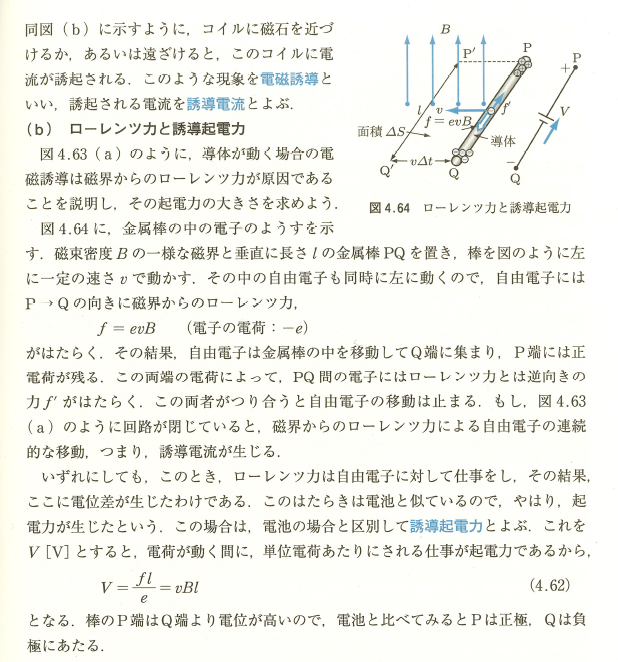 同図（b）に示すように，コイルに磁石を近づ
けるか，あるいは遠ざけると，このコイルに電
流が誘起される．このような現象を電磁誘導と
いい，誘起される電流を誘導電流とよぶ．
（b） ローレンツ力と誘導起電力
図4.63（a）のように，導体が動く場合の電
磁誘導は磁界からのローレンツ力が原因である
ことを説明し，その起電力の大きさを求めよう．
図4.64に，金属棒の中の電子のようすを示
B
P′
P
P
+
l
v
f′
V
f = evB
面積 ΔS
導体
Q′
vΔt
Q
−
Q
図4.64 ローレンツ力と誘導起電力
す．磁束密度Bの一様な磁界と垂直に長さlの金属棒PQを置き，棒を図のように左
に一定の速さvで動かす．その中の自由電子も同時に左に動くので，自由電子には
P→Qの向きに磁界からのローレンツ力，
f = evB （電子の電荷：−e）
がはたらく．その結果，自由電子は金属棒の中を移動してQ端に集まり，P端には正
電荷が残る．この両端の電荷によって，PQ間の電子にはローレンツ力とは逆向きの
力f′がはたらく．この両者がつり合うと自由電子の移動は止まる．もし，図4.63
（a）のように回路が閉じていると，磁界からのローレンツ力による自由電子の連続
的な移動，つまり，誘導電流が生じる．
いずれにしても，このとき，ローレンツ力は自由電子に対して仕事をし，その結果，
ここに電位差が生じたわけである．このはたらきは電池と似ているので，やはり，起
電力が生じたという．この場合は，電池の場合と区別して誘導起電力とよぶ．これを
V［V］とすると，電荷が動く間に，単位電荷あたりにされる仕事が起電力であるから，
V = fl/e = vBl （4.62）
となる．棒のP端はQ端より電位が高いので，電池と比べてみるとPは正極，Qは負
極にあたる．